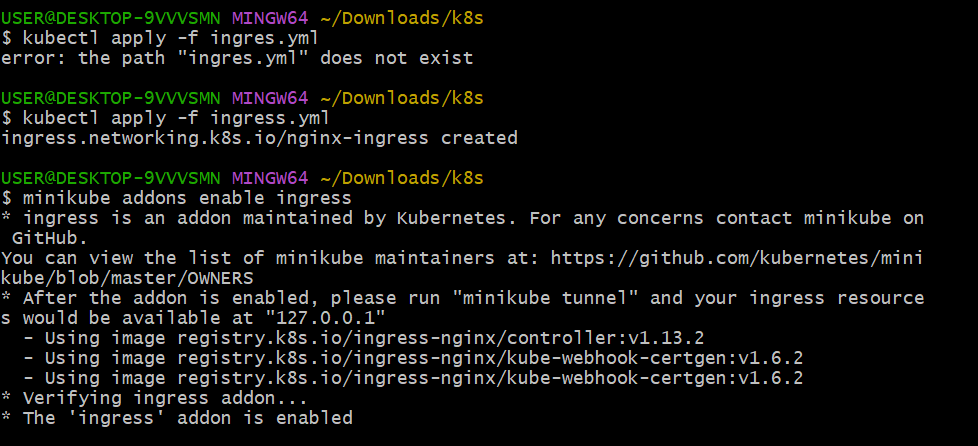 USER@DESKTOP-9VVVSMN MINGW64 ~/Downloads/k8s
$ kubectl apply -f ingres.yml
error: the path "ingres.yml" does not exist
USER@DESKTOP-9VVVSMN MINGW64 ~/Downloads/k8s
$ kubectl apply -f ingress.yml
ingress.networking.k8s.io/nginx-ingress created
USER@DESKTOP-9VVVSMN MINGW64 ~/Downloads/k8s
$ minikube addons enable ingress
* ingress is an addon maintained by Kubernetes. For any concerns contact minikube on
 GitHub.
You can view the list of minikube maintainers at: https://github.com/kubernetes/mini
kube/blob/master/OWNERS
* After the addon is enabled, please run "minikube tunnel" and your ingress resource
s would be available at "127.0.0.1"
  - Using image registry.k8s.io/ingress-nginx/controller:v1.13.2
  - Using image registry.k8s.io/ingress-nginx/kube-webhook-certgen:v1.6.2
  - Using image registry.k8s.io/ingress-nginx/kube-webhook-certgen:v1.6.2
* Verifying ingress addon...
* The 'ingress' addon is enabled